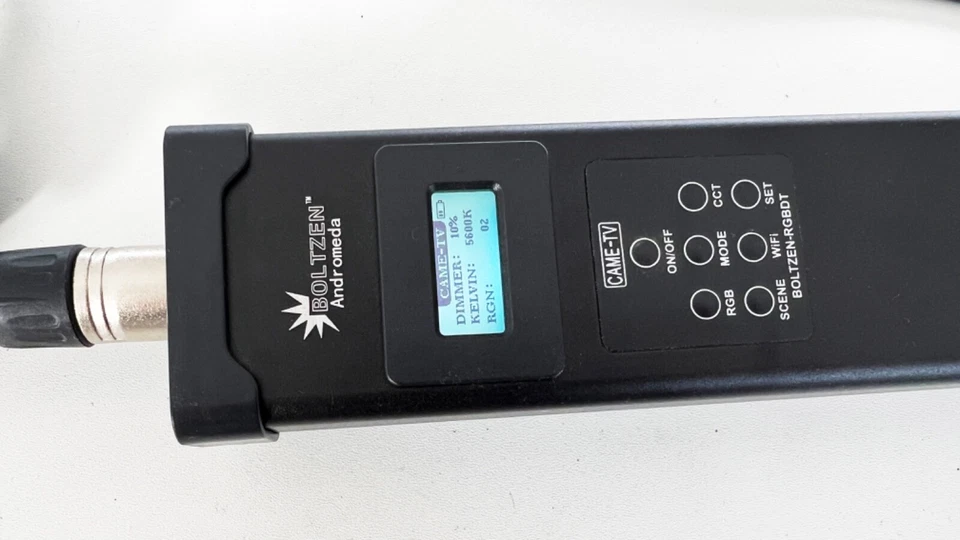 BOLTZEN™
Andromeda
CAME-TV
DIMMER: 10%
KELVIN: 5600K
RGN: 02
CAME-TV
ON/OFF
RGB MODE CCT
SCENE WiFi SET
BOLTZEN-RGBDT